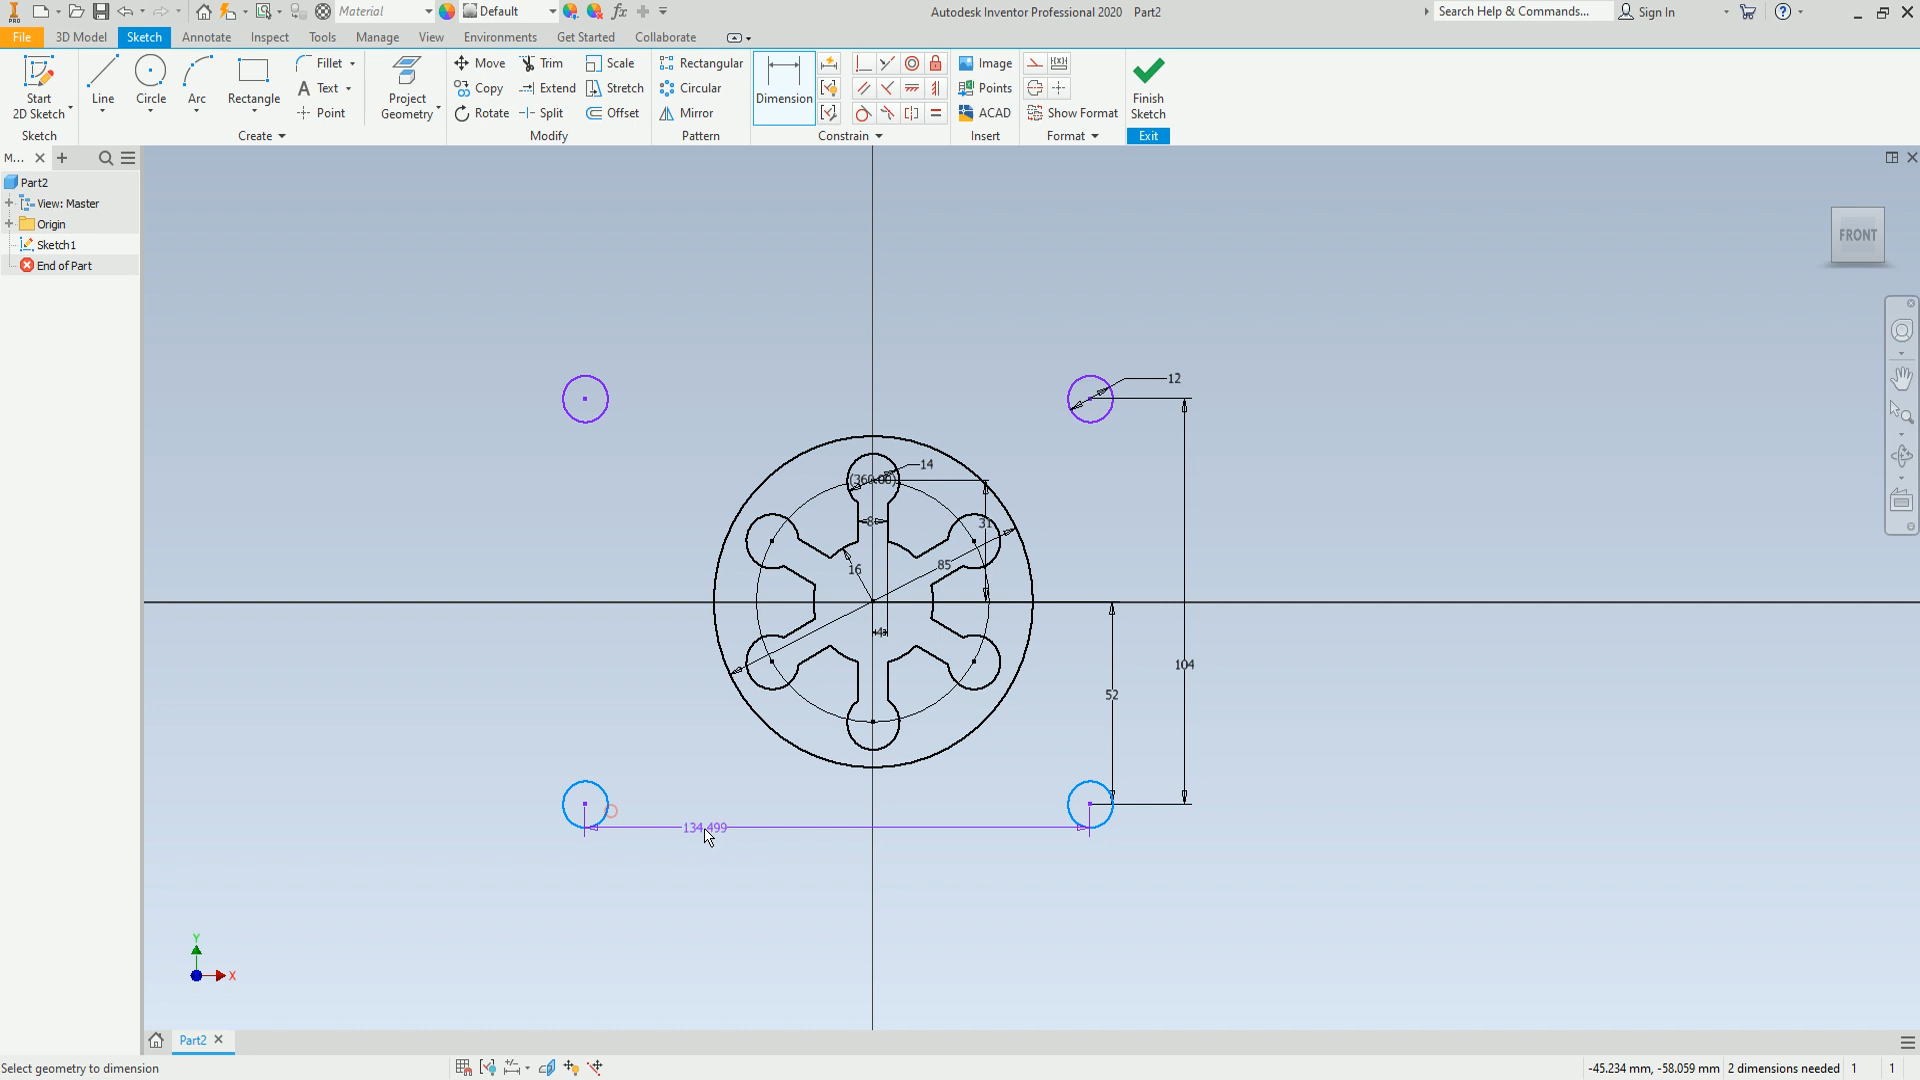 PRO
Material
Default
fx
Autodesk Inventor Professional 2020 Part2
Search Help & Commands...
Sign In
File 3D Model Sketch Annotate Inspect Tools Manage View Environments Get Started Collaborate
Start
2D Sketch
Line
Circle
Arc
Rectangle
Fillet
Text
Point
Project
Geometry
Move
Copy
Rotate
Trim
Extend
Split
Scale
Stretch
Offset
Rectangular
Circular
Mirror
Dimension
Image
Points
ACAD
Show Format
Finish
Sketch
Sketch Create Modify Pattern Constrain Insert Format Exit
M...
Part2
View: Master
Origin
Sketch1
End of Part
FRONT
12
14
(360.00)
8
31
16
85
4
104
52
134.499
Y
X
Part2
Select geometry to dimension
-45.234 mm, -58.059 mm 2 dimensions needed 1 1